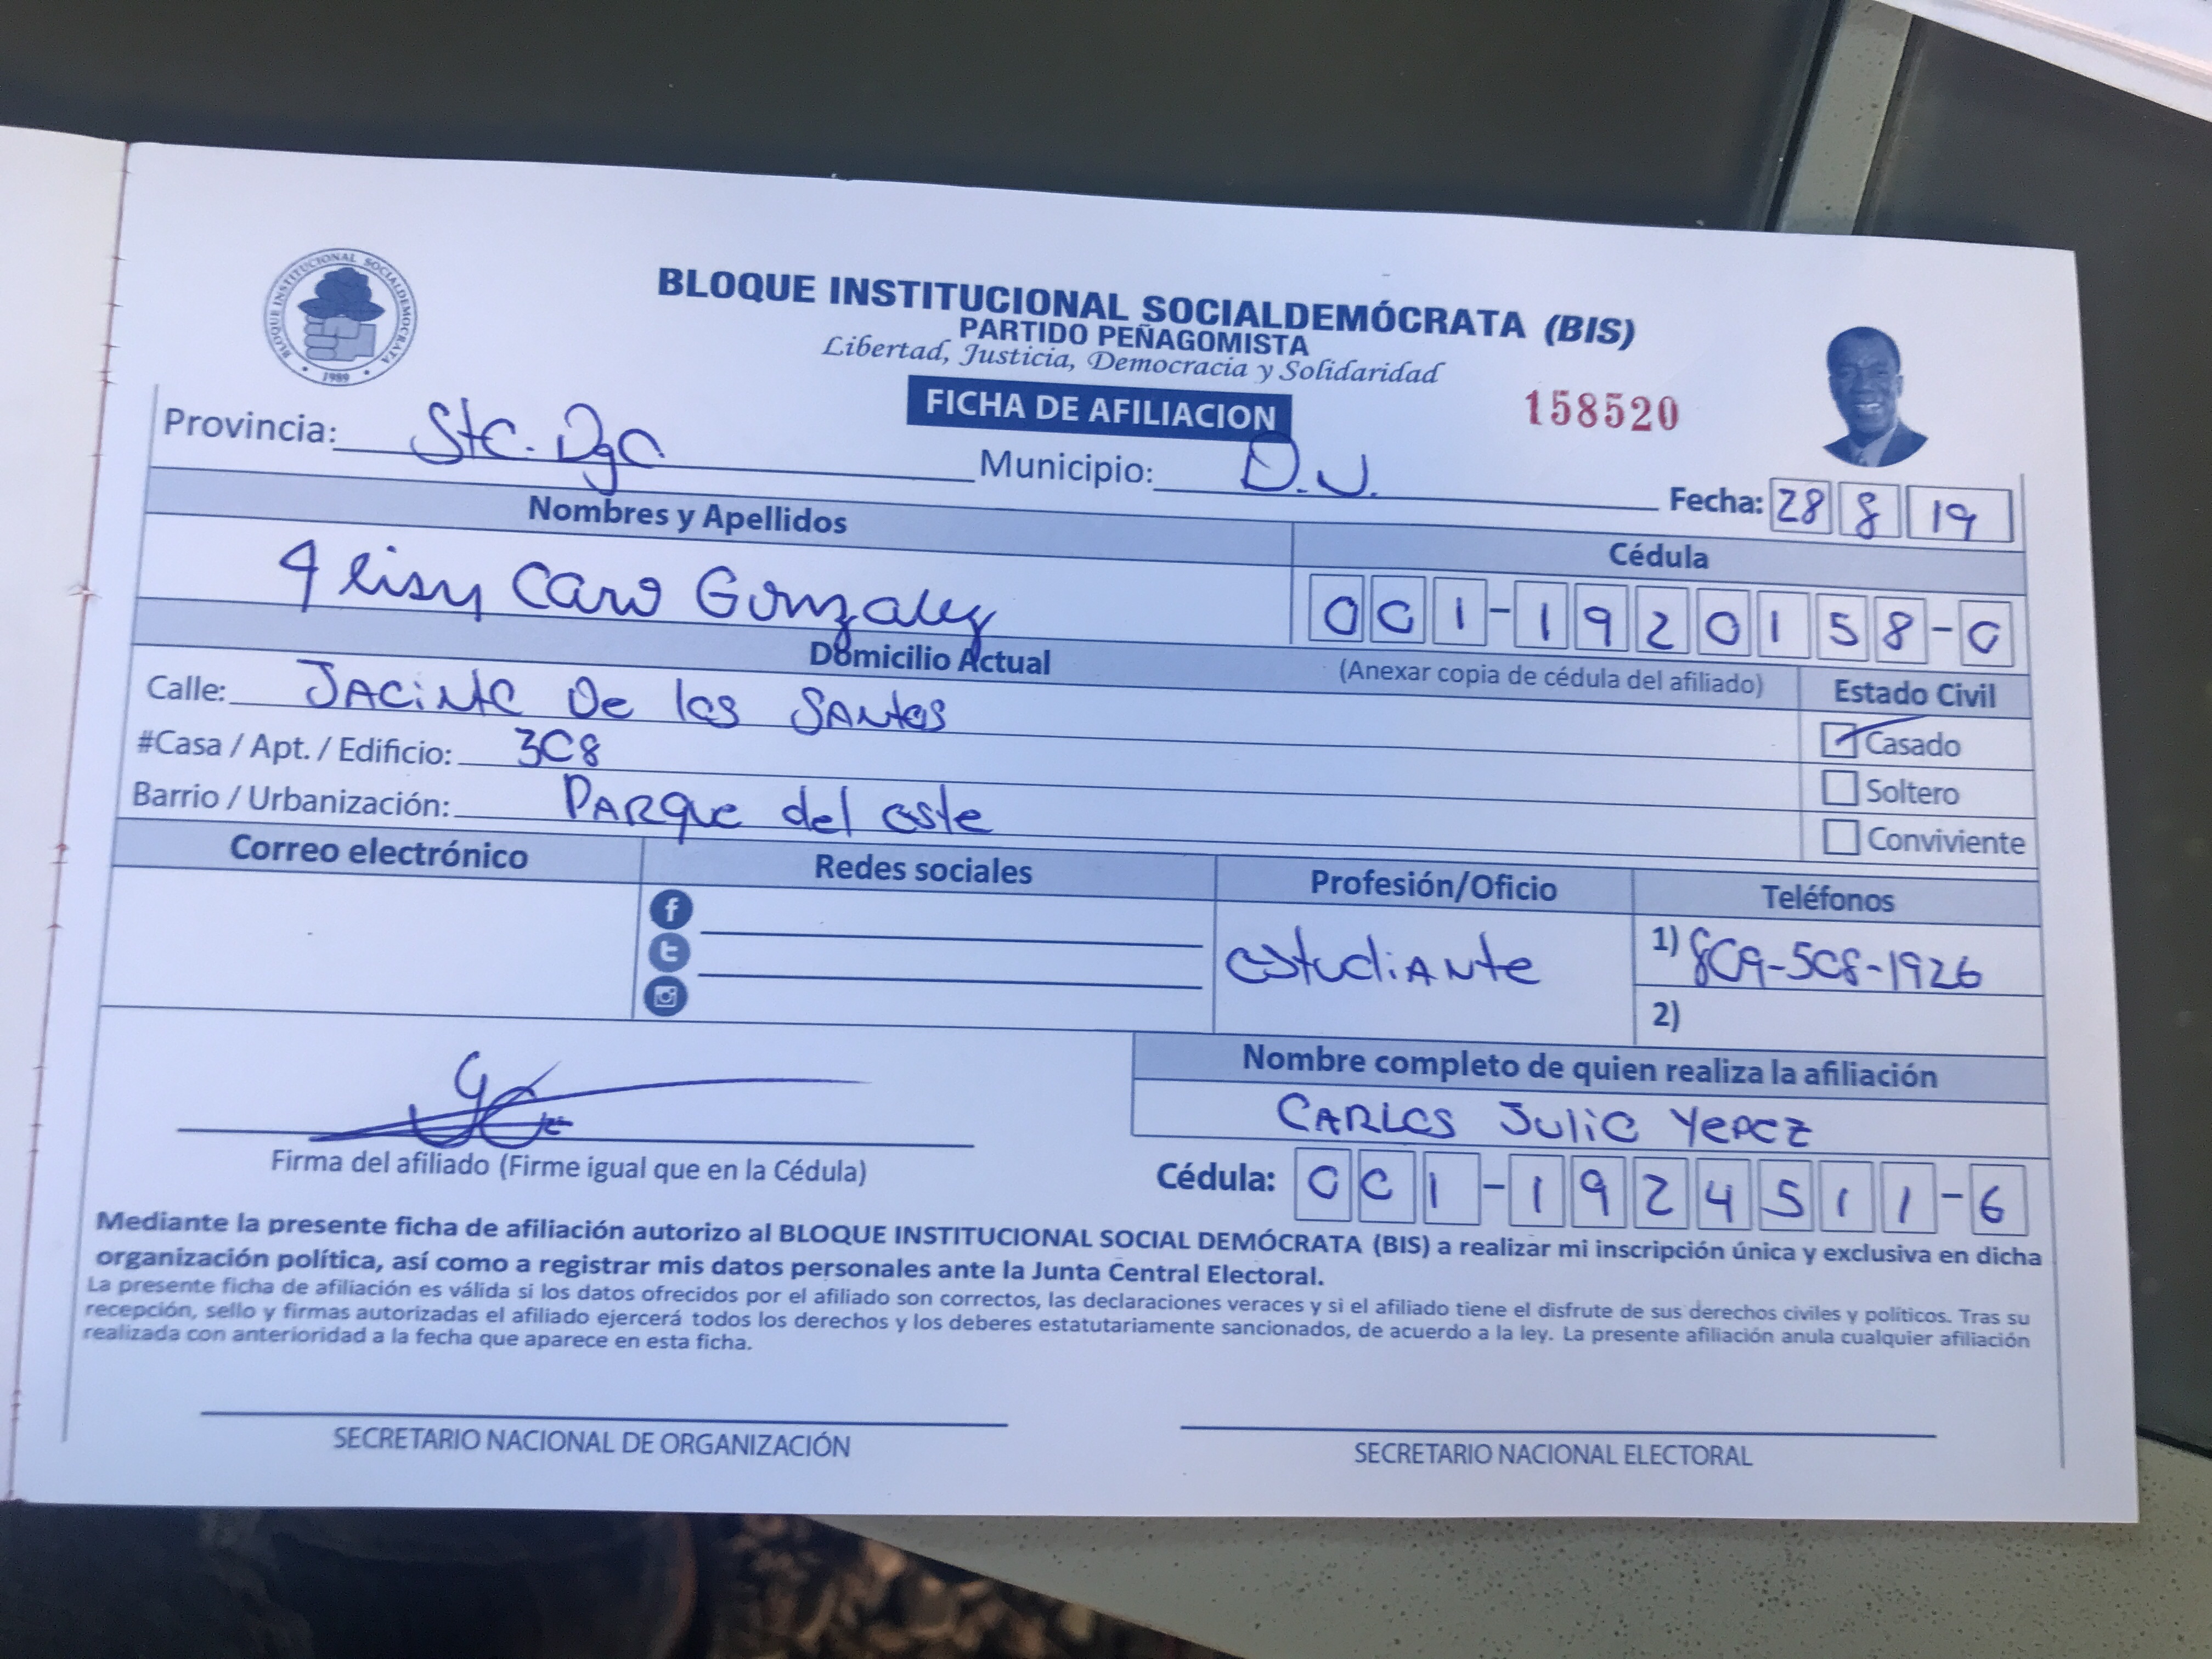 BLOQUE INSTITUCIONAL SOCIALDEMOCRATA
1989
BLOQUE INSTITUCIONAL SOCIALDEMÓCRATA (BIS)
PARTIDO PEÑAGOMISTA
Libertad, Justicia, Democracia y Solidaridad
FICHA DE AFILIACION
158520
Provincia: Sto. Dgo
Municipio: D.N.
Fecha: 28 8 19
Nombres y Apellidos
Cédula
Caro Gonzalez
001-1920158-0
Domicilio Actual
(Anexar copia de cédula del afiliado)
Estado Civil
Calle: JACiNto De los SANtos
Casado
#Casa / Apt. / Edificio: 308
Soltero
Barrio / Urbanización: PARque del este
Conviviente
Correo electrónico
Redes sociales
Profesión/Oficio
Teléfonos
estudiANte
1) 809-508-1926
2)
Nombre completo de quien realiza la afiliación
CARLOS JuliO YePEZ
Firma del afiliado (Firme igual que en la Cédula)
Cédula: 001-1924511-6
Mediante la presente ficha de afiliación autorizo al BLOQUE INSTITUCIONAL SOCIAL DEMÓCRATA (BIS) a realizar mi inscripción única y exclusiva en dicha
organización política, así como a registrar mis datos personales ante la Junta Central Electoral.
La presente ficha de afiliación es válida si los datos ofrecidos por el afiliado son correctos, las declaraciones veraces y si el afiliado tiene el disfrute de sus derechos civiles y políticos. Tras su
recepción, sello y firmas autorizadas el afiliado ejercerá todos los derechos y los deberes estatutariamente sancionados, de acuerdo a la ley. La presente afiliación anula cualquier afiliación
realizada con anterioridad a la fecha que aparece en esta ficha.
SECRETARIO NACIONAL DE ORGANIZACIÓN
SECRETARIO NACIONAL ELECTORAL